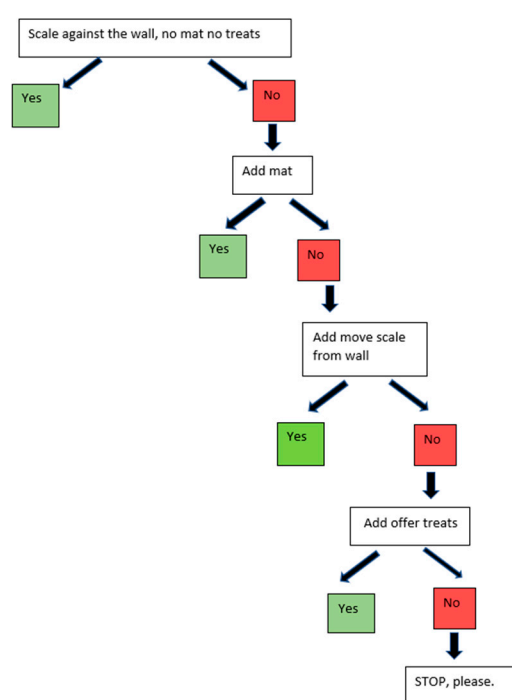 Scale against the wall, no mat no treats
Yes
No
Add mat
Yes
No
Add move scale
from wall
Yes
No
Add offer treats
Yes
No
STOP, please.